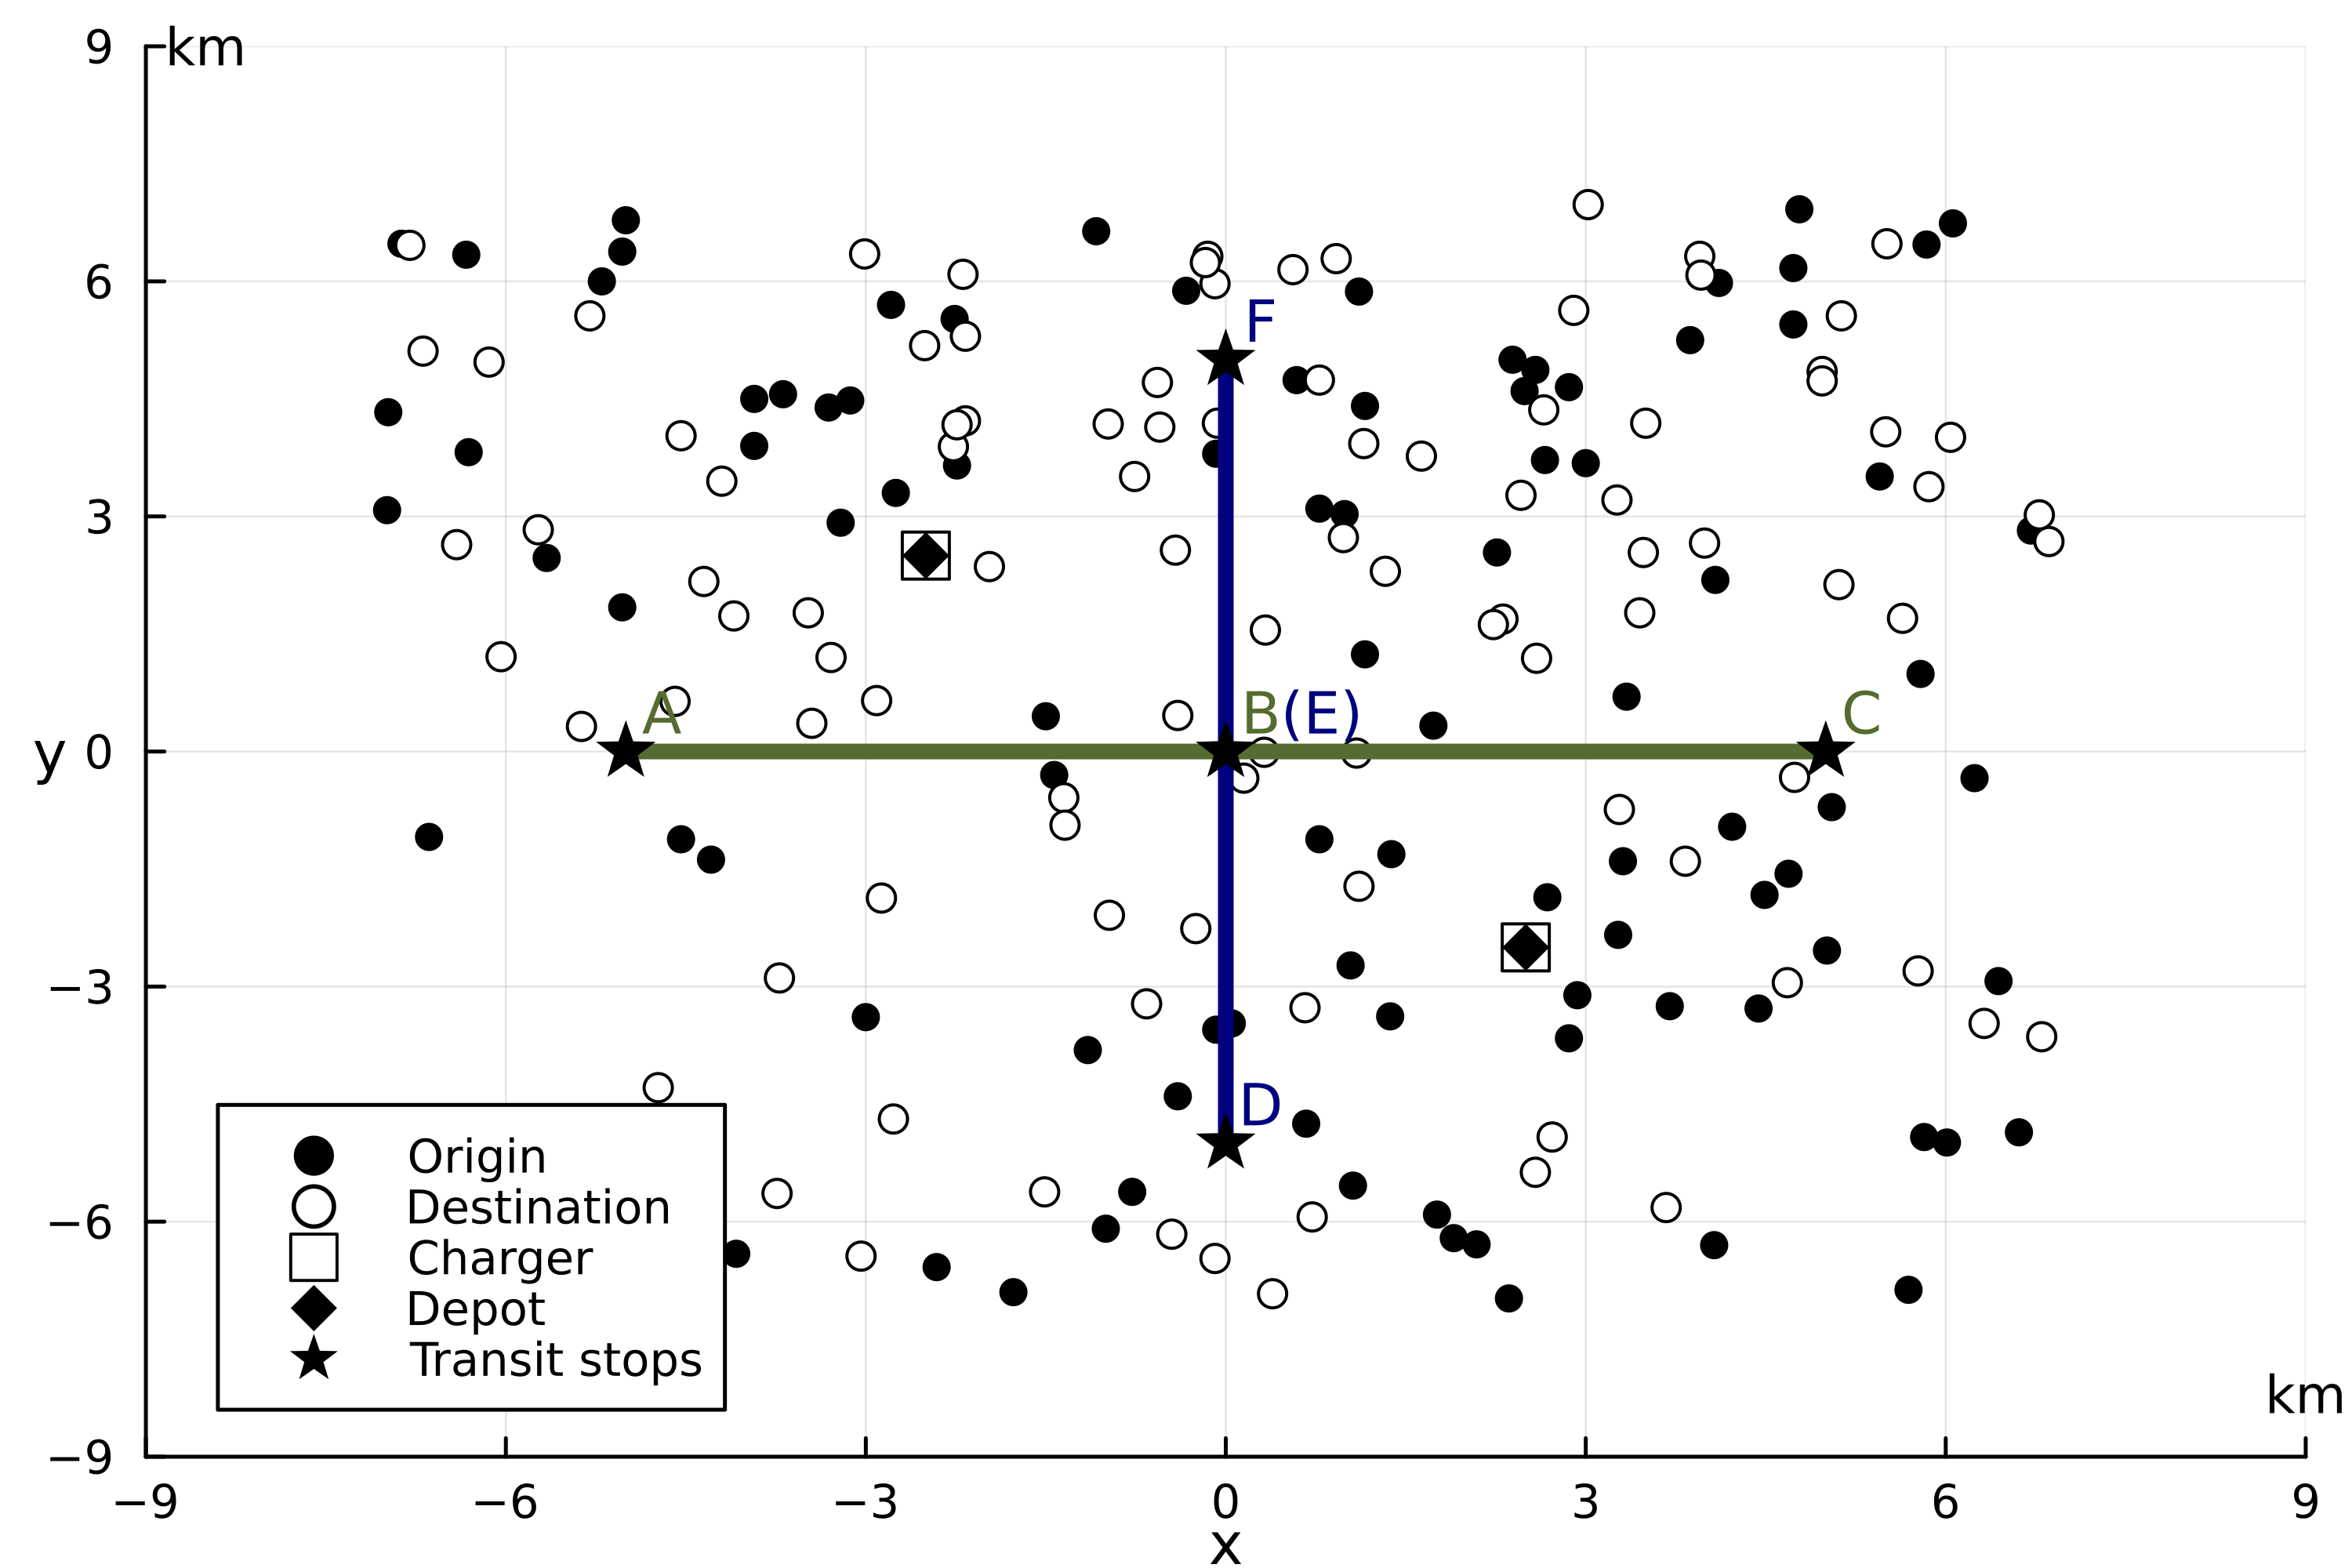 9 km
6
F
3
A B(E) C
y 0
−3
D
Origin
Destination
Charger
Depot
Transit stops
−6
km
−9
−9 −6 −3 0 3 6 9
x